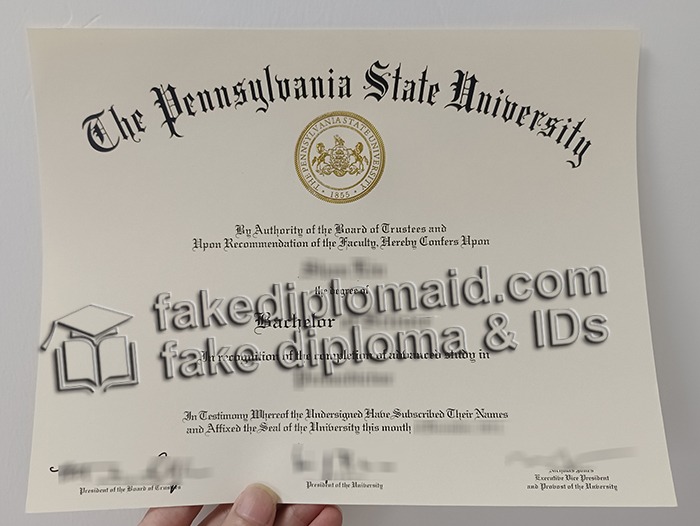 The Pennsylvania State University
THE PENNSYLVANIA STATE UNIVERSITY
· 1855 ·
By Authority of the Board of Trustees and
Upon Recommendation of the Faculty, Hereby Confers Upon
the degree of
fakediplomaid.com
Bachelor
fake diploma & IDs
In recognition of the completion of advanced study in
In Testimony Whereof the Undersigned Have Subscribed Their Names
and Affixed the Seal of the University this month
President of the Board of Trustees
President of the University
Executive Vice President
and Provost of the University